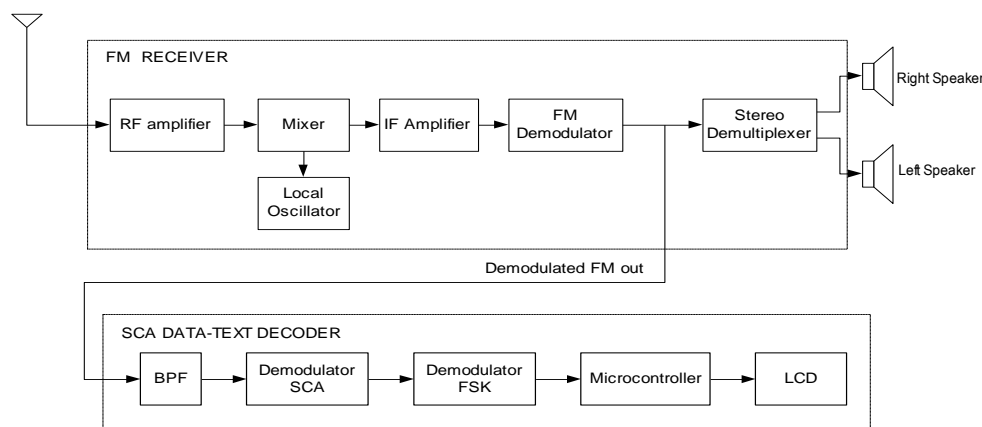 FM RECEIVER
Right Speaker
RF amplifier
Mixer
IF Amplifier
FM
Demodulator
Stereo
Demultiplexer
Local
Oscillator
Left Speaker
Demodulated FM out
SCA DATA-TEXT DECODER
BPF
Demodulator
SCA
Demodulator
FSK
Microcontroller
LCD